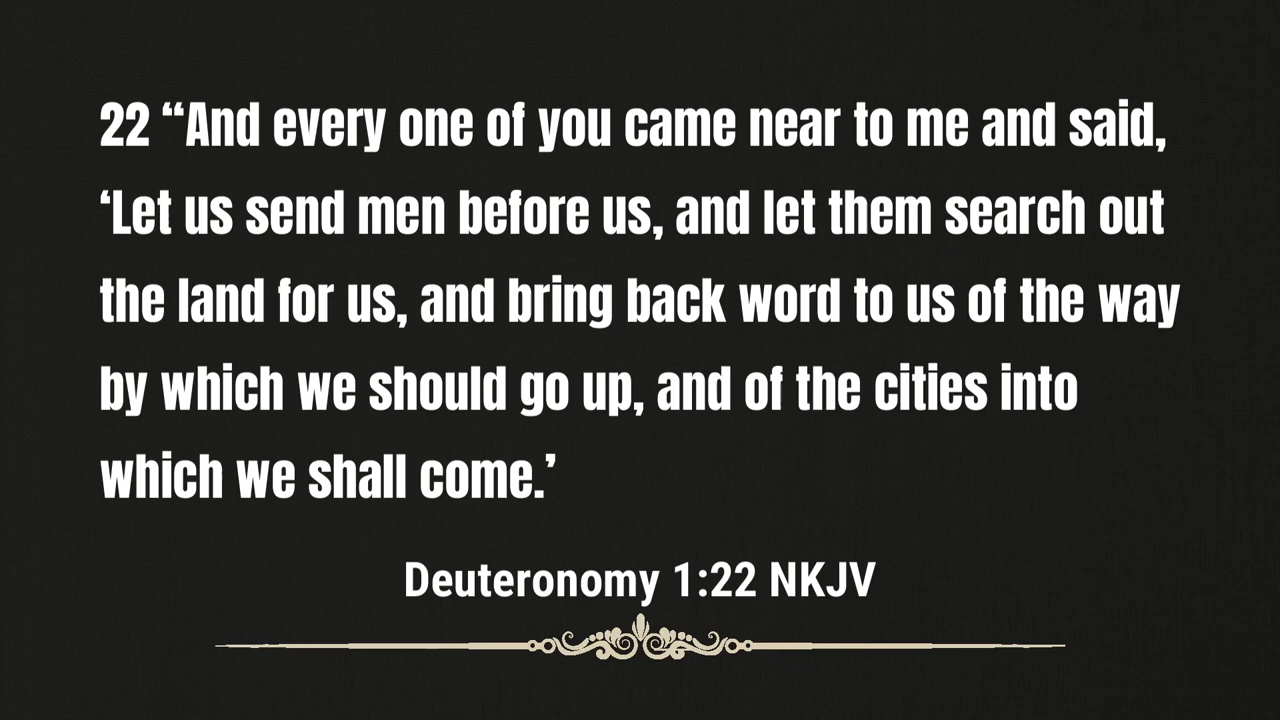 22 “And every one of you came near to me and said,
‘Let us send men before us, and let them search out
the land for us, and bring back word to us of the way
by which we should go up, and of the cities into
which we shall come.’
Deuteronomy 1:22 NKJV